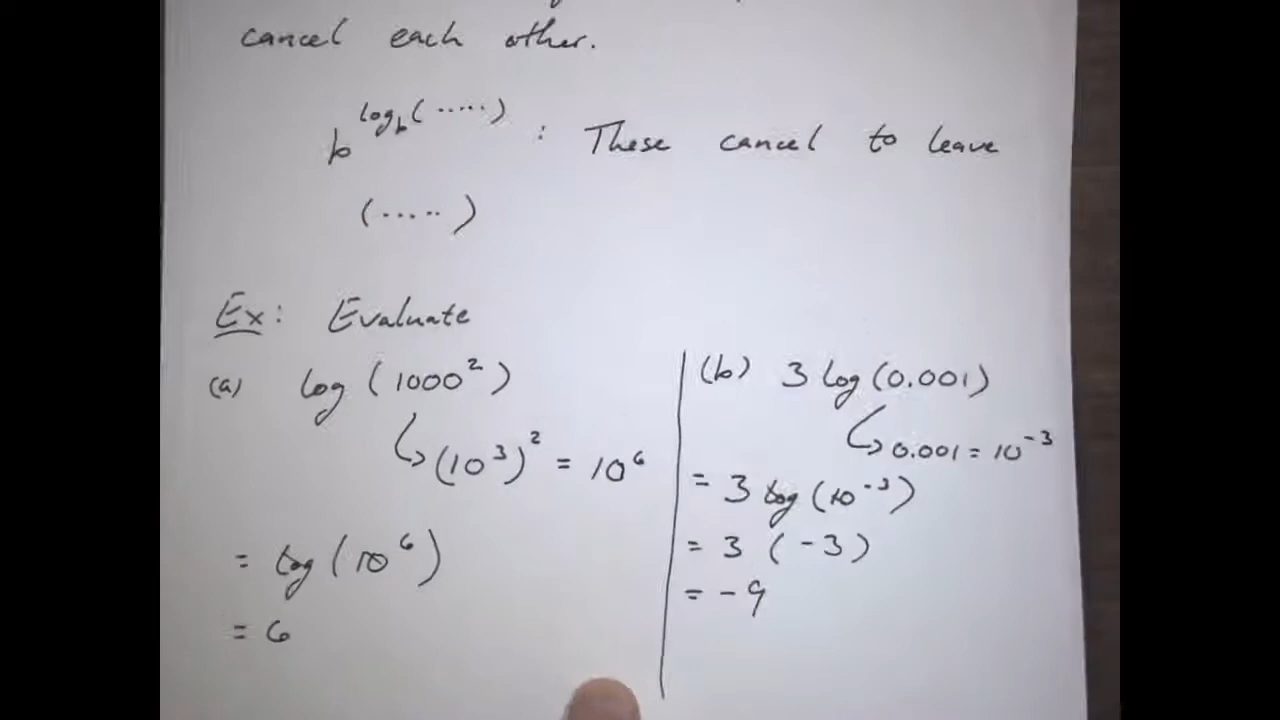 cancel each other.
b^log_b(.....) : These cancel to leave
(.....)
Ex: Evaluate
(a) log(1000²)
(10³)² = 10⁶
= log(10⁶)
= 6
(b) 3 log(0.001)
0.001 = 10⁻³
= 3 log(10⁻³)
= 3(-3)
= -9